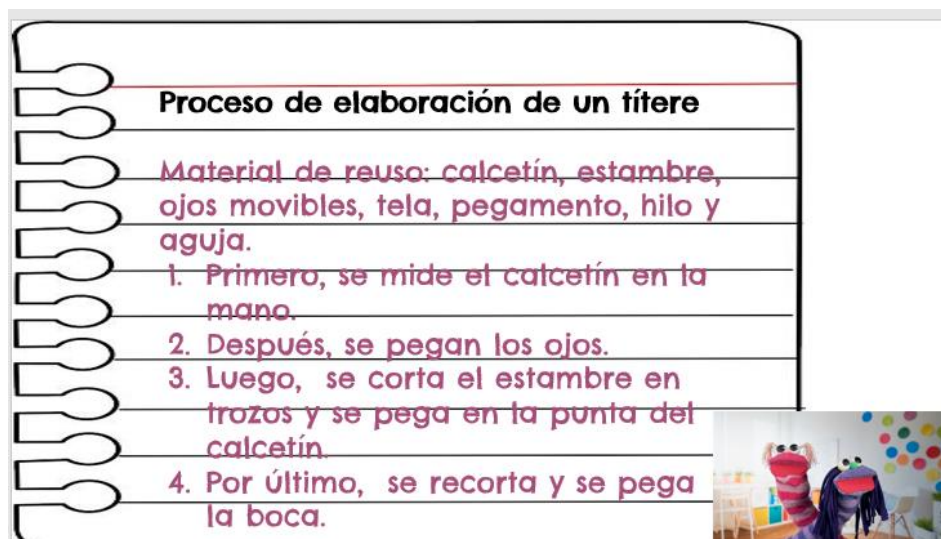 Proceso de elaboración de un títere
Material de reuso: calcetín, estambre,
ojos movibles, tela, pegamento, hilo y
aguja.
1. Primero, se mide el calcetín en la
mano.
2. Después, se pegan los ojos.
3. Luego, se corta el estambre en
trozos y se pega en la punta del
calcetín.
4. Por último, se recorta y se pega
la boca.